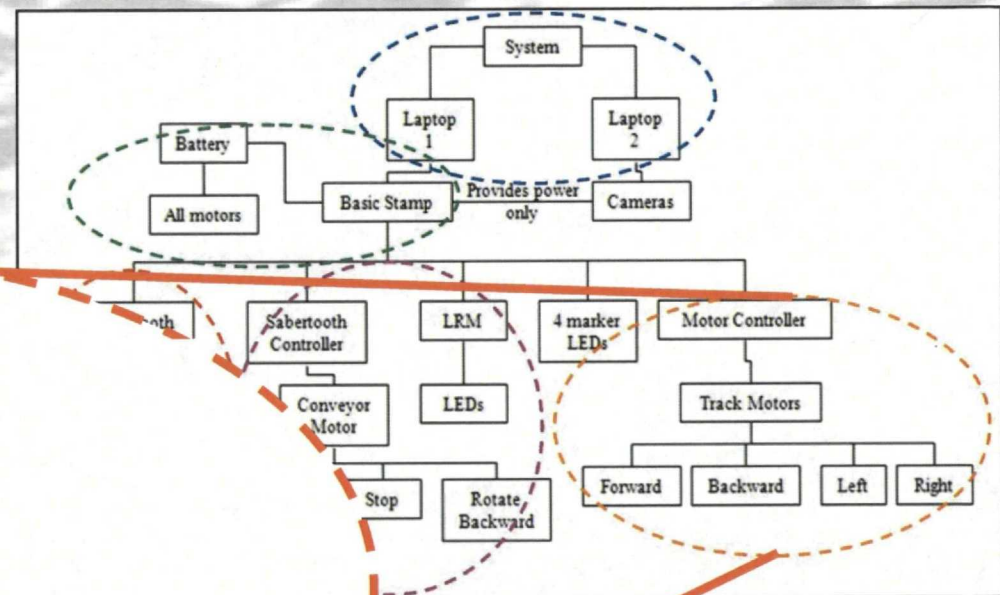 System
Laptop
1
Laptop
2
Battery
All motors
Basic Stamp
Provides power
only
Cameras
Sabertooth
Controller
LRM
4 marker
LEDs
Motor Controller
Conveyor
Motor
LEDs
Track Motors
Stop
Rotate
Backward
Forward
Backward
Left
Right